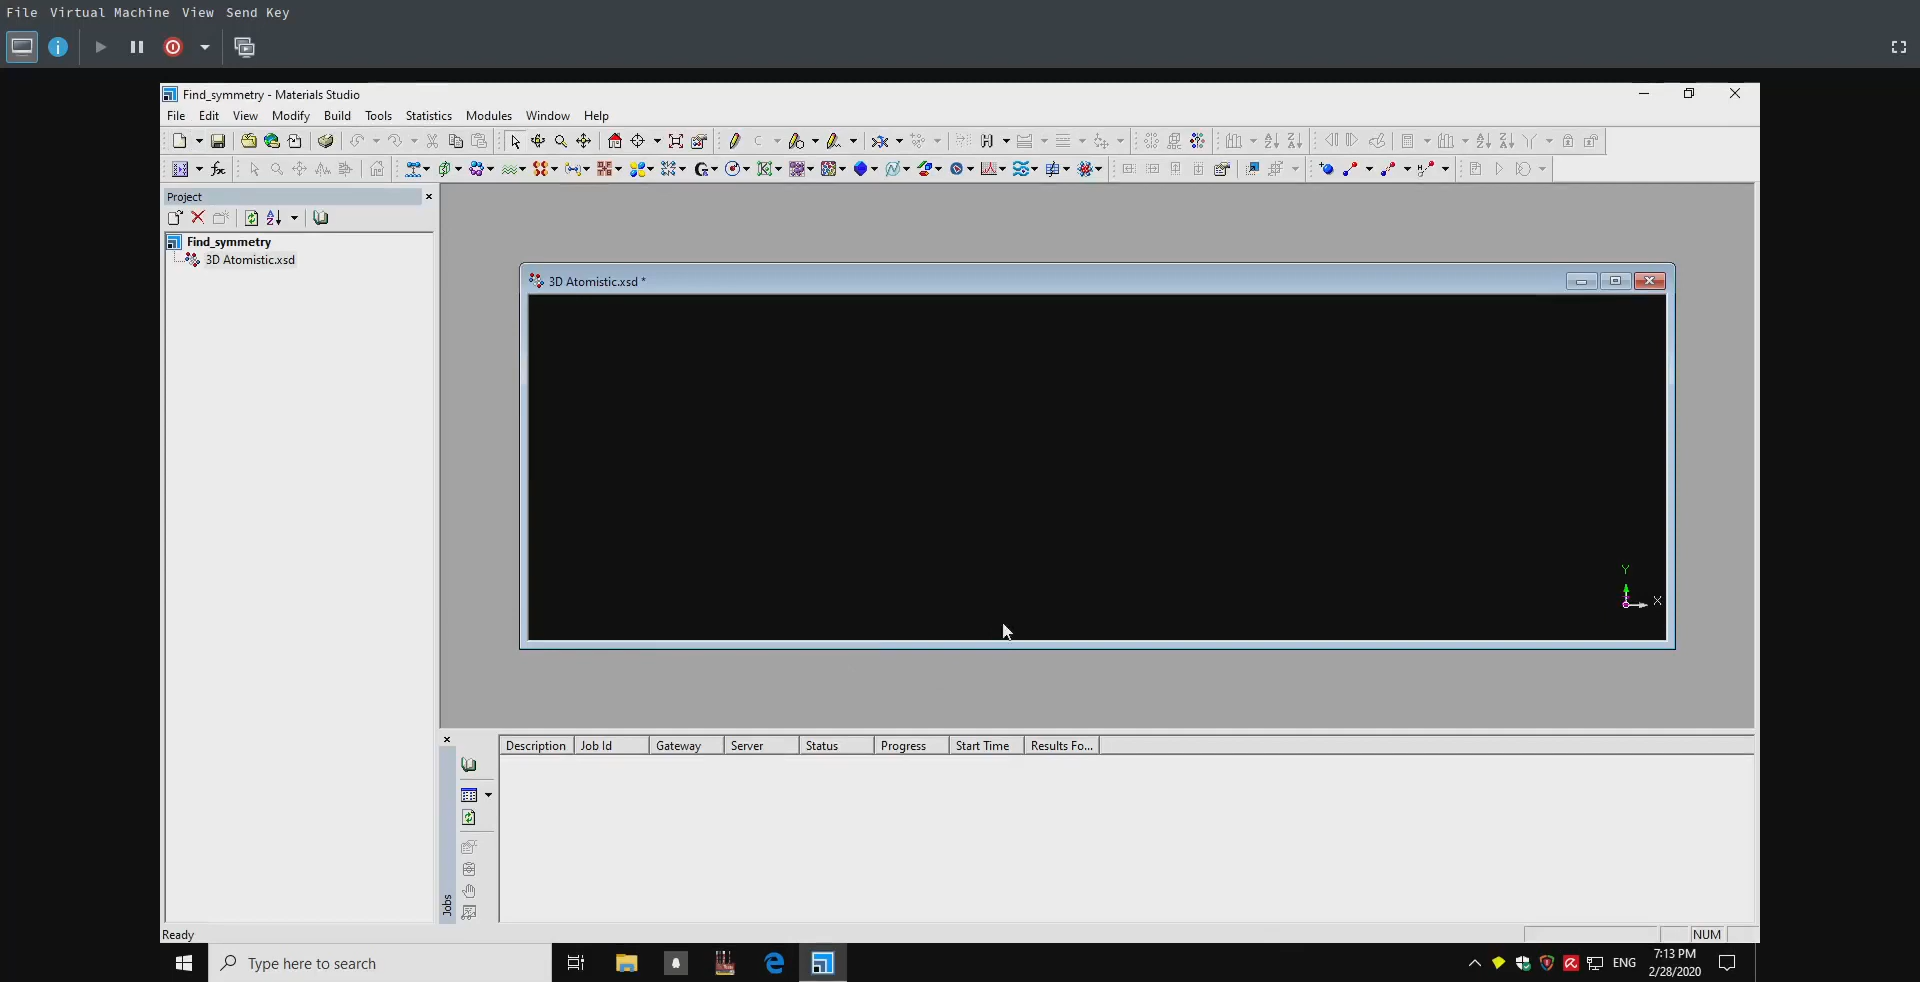 File Virtual Machine View Send Key
Find_symmetry - Materials Studio
File Edit View Modify Build Tools Statistics Modules Window Help
Project
Find_symmetry
3D Atomistic.xsd
3D Atomistic.xsd *
Y
X
Description Job Id Gateway Server Status Progress Start Time Results Fo...
Jobs
Ready
NUM
Type here to search
ENG
7:13 PM
2/28/2020